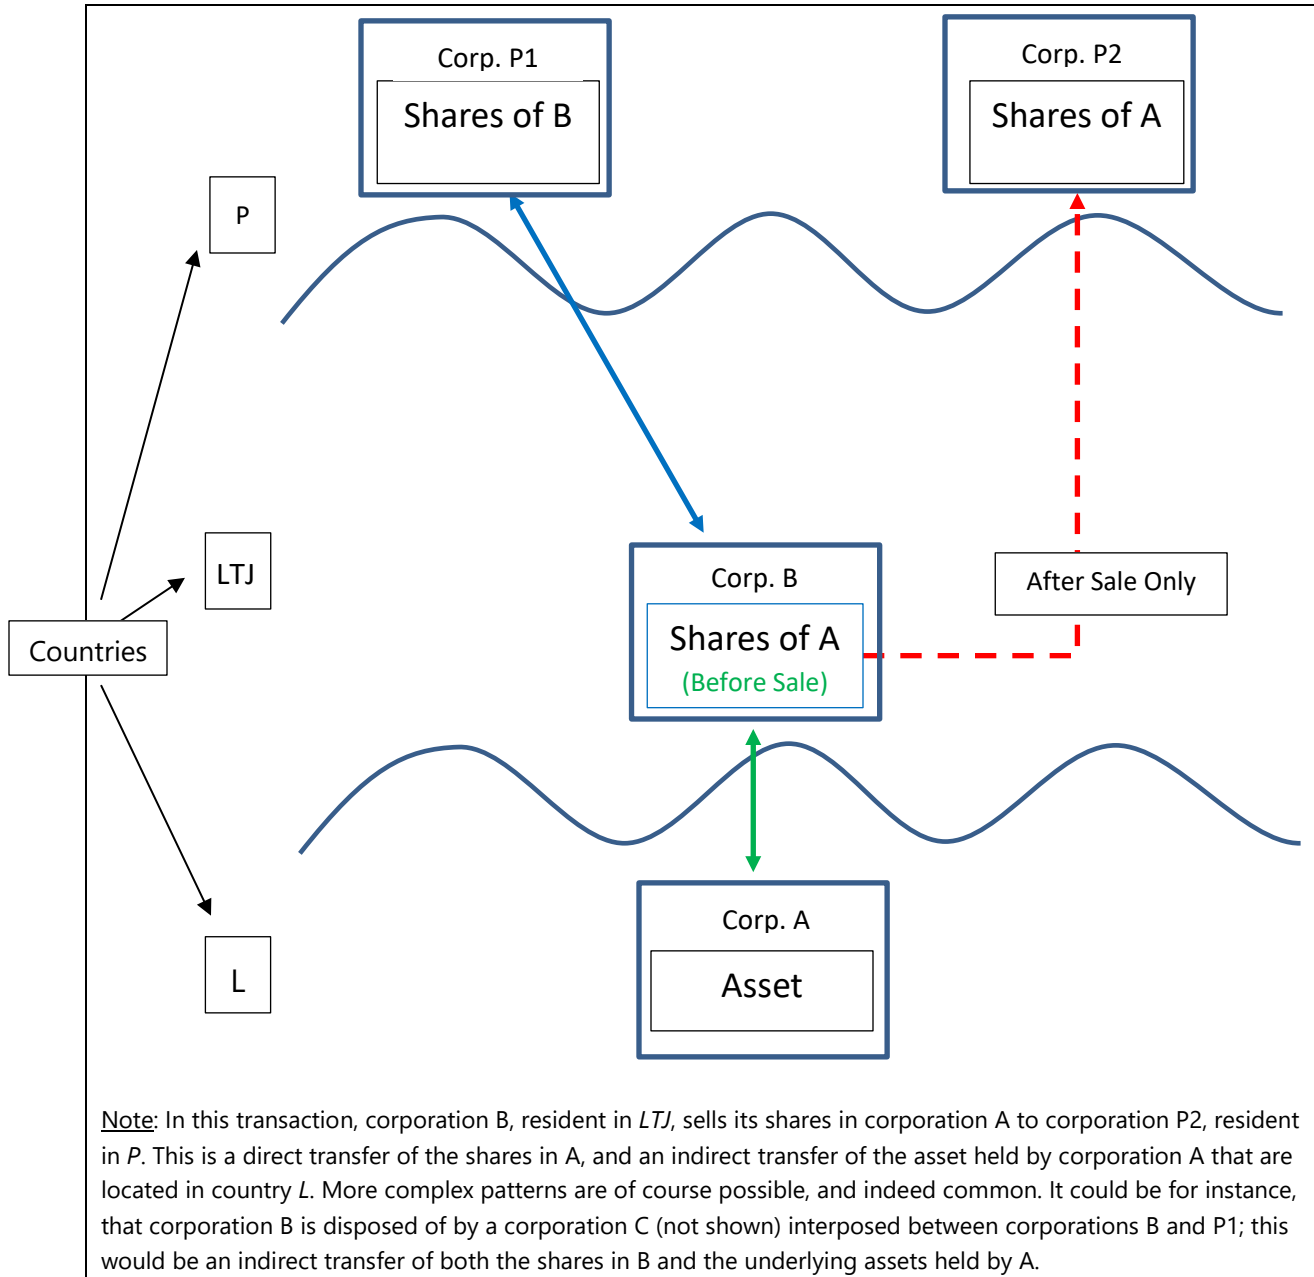 Corp. P1
Shares of B
Corp. P2
Shares of A
P
LTJ
Countries
L
Corp. B
Shares of A
(Before Sale)
After Sale Only
Corp. A
Asset
Note: In this transaction, corporation B, resident in LTJ, sells its shares in corporation A to corporation P2, resident
in P. This is a direct transfer of the shares in A, and an indirect transfer of the asset held by corporation A that are
located in country L. More complex patterns are of course possible, and indeed common. It could be for instance,
that corporation B is disposed of by a corporation C (not shown) interposed between corporations B and P1; this
would be an indirect transfer of both the shares in B and the underlying assets held by A.